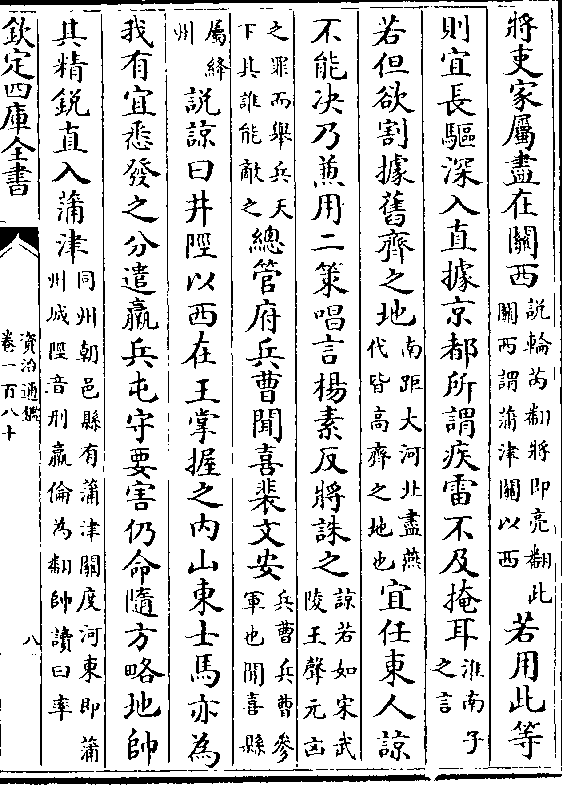 將吏家屬盡在關西說輪芮翻將即亮翻此關西謂蒲津關以西若用此等
則宜長驅深入直據京都所謂疾雷不及掩耳淮南子之言
若但欲割據舊齊之地南距大河北盡燕代皆高齊之地也宜任東人諒
不能決乃兼用二策唱言楊素反將誅之諒若如宋武陵王聲元凶
之罪而舉兵天下其誰能敵之總管府兵曹聞喜裴文安兵曹兵曹參軍也聞喜縣
屬絳州說諒曰井陘以西在王掌握之內山東士馬亦為
我有宜悉發之分遣羸兵屯守要害仍命隨方略地帥
其精銳直入蒲津同州朝邑縣有蒲津關度河東即蒲州城陘音刑羸倫為翻帥讀曰率
欽定四庫全書
資治通鑑
卷一百八十
八